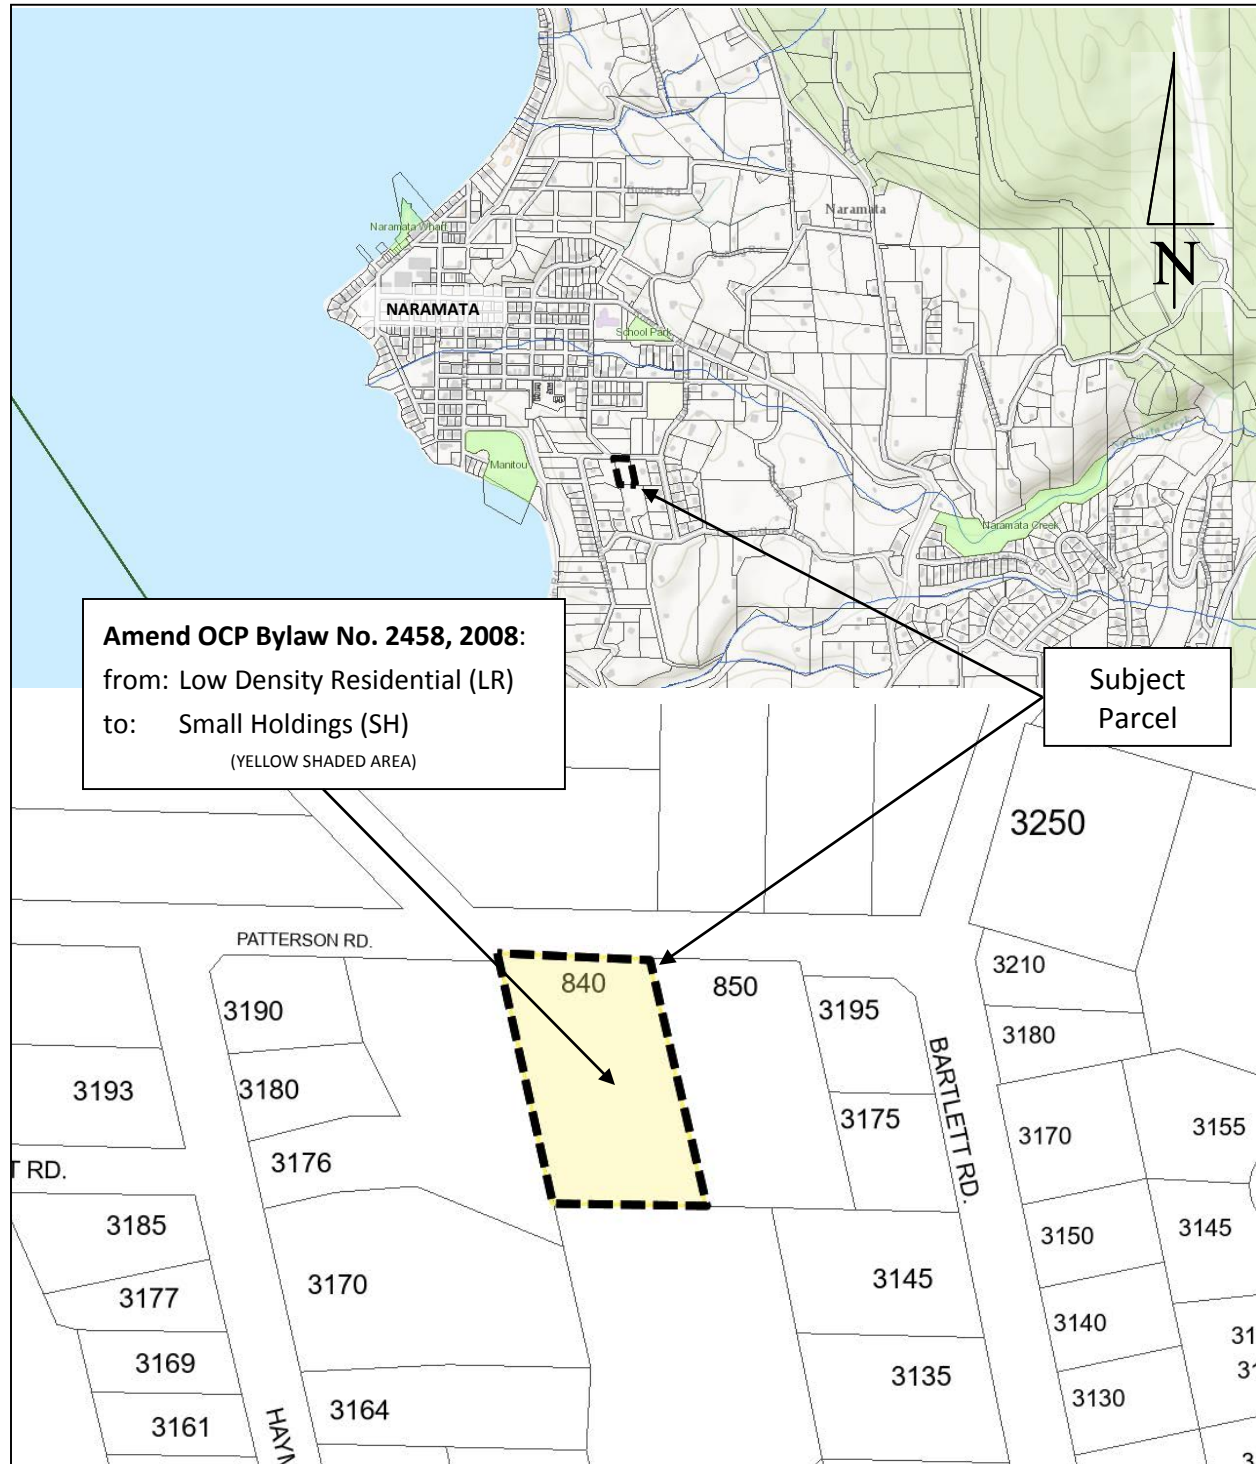 Naramata
N
Naramata Wharf
NARAMATA
School Park
Manitou
Naramata Creek
Naramata Creek
Amend OCP Bylaw No. 2458, 2008:
from: Low Density Residential (LR)
to: Small Holdings (SH)
(YELLOW SHADED AREA)
Subject
Parcel
3250
PATTERSON RD.
840
850
3210
3190
3195
3180
3193
3180
BARTLETT RD.
3175
3170
3155
3176
T RD.
3185
3150
3145
3170
3145
3177
3140
3169
3135
3130
3164
3161
HAYM